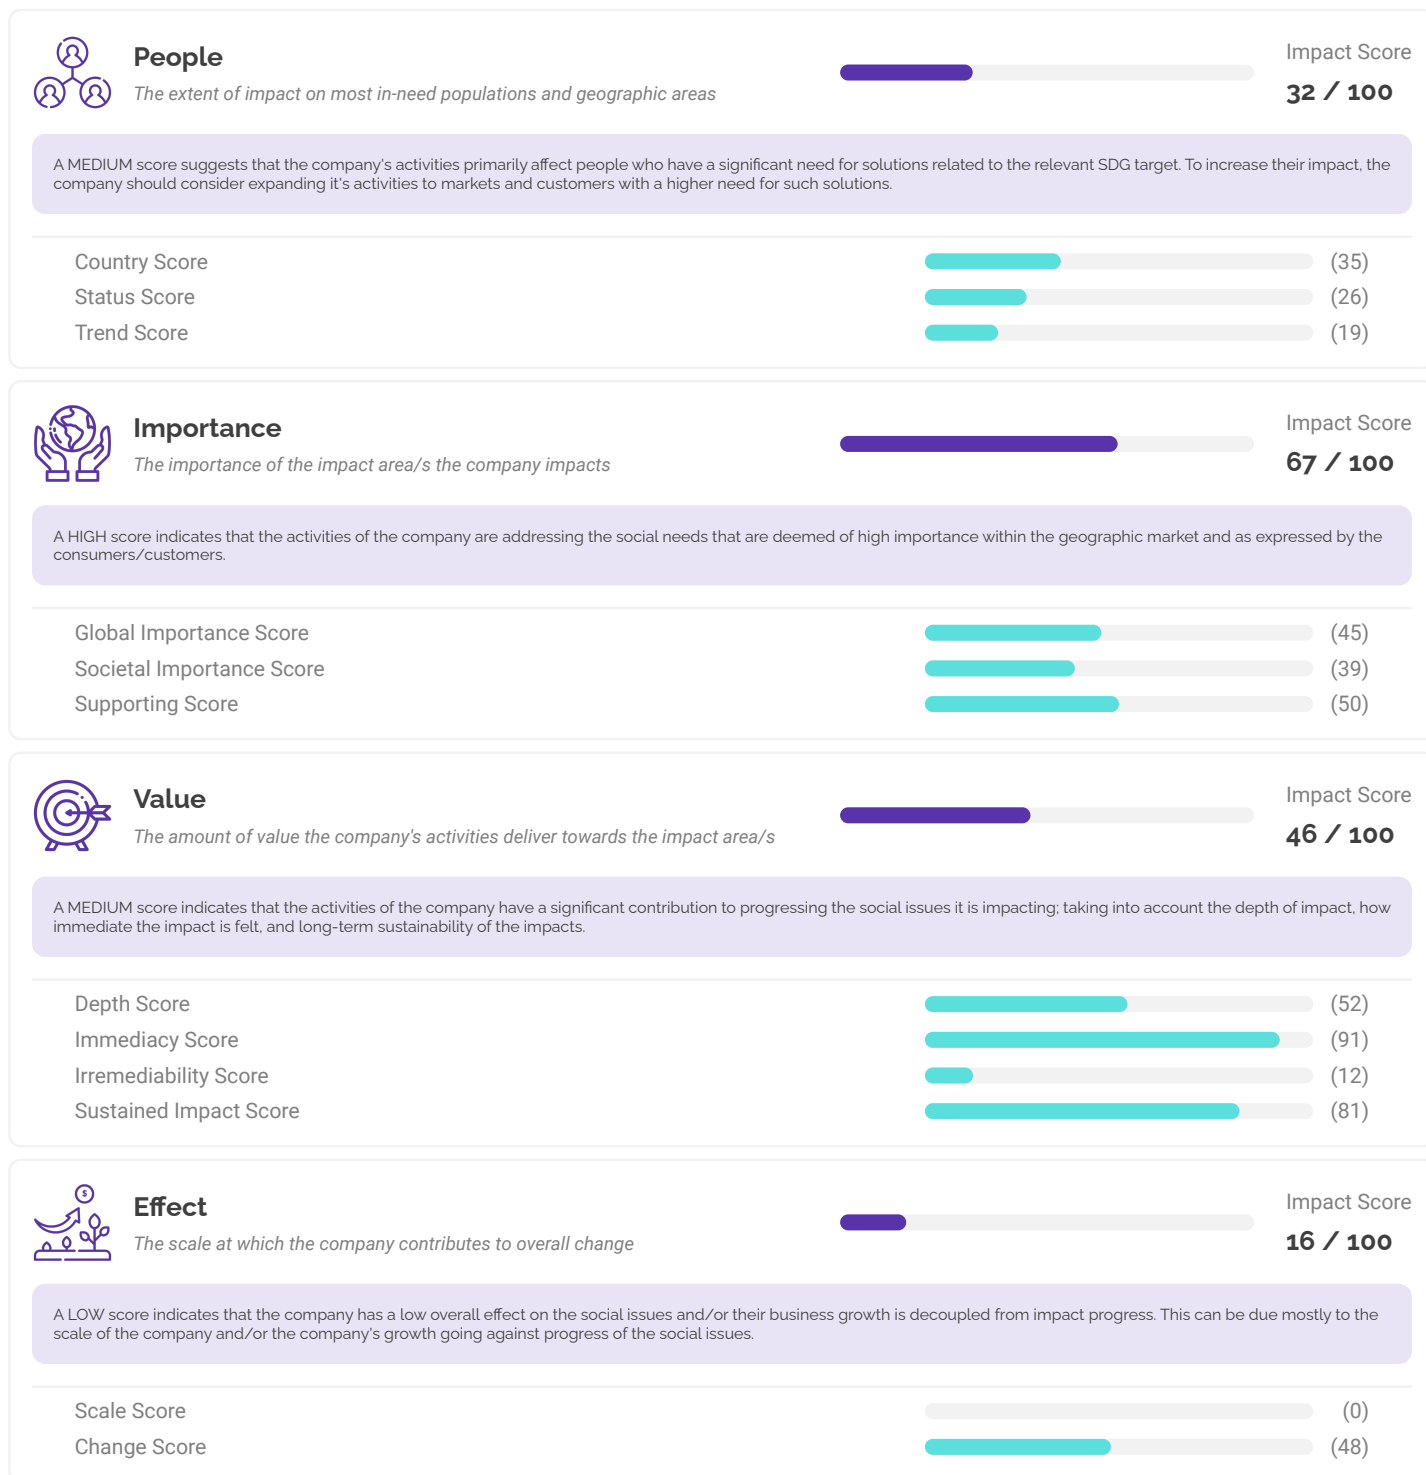 People
The extent of impact on most in-need populations and geographic areas
Impact Score
32 / 100
A MEDIUM score suggests that the company's activities primarily affect people who have a significant need for solutions related to the relevant SDG target. To increase their impact, the
company should consider expanding it's activities to markets and customers with a higher need for such solutions.
Country Score (35)
Status Score (26)
Trend Score (19)
Importance
The importance of the impact area/s the company impacts
Impact Score
67 / 100
A HIGH score indicates that the activities of the company are addressing the social needs that are deemed of high importance within the geographic market and as expressed by the
consumers/customers.
Global Importance Score (45)
Societal Importance Score (39)
Supporting Score (50)
Value
The amount of value the company's activities deliver towards the impact area/s
Impact Score
46 / 100
A MEDIUM score indicates that the activities of the company have a significant contribution to progressing the social issues it is impacting; taking into account the depth of impact, how
immediate the impact is felt, and long-term sustainability of the impacts.
Depth Score (52)
Immediacy Score (91)
Irremediability Score (12)
Sustained Impact Score (81)
$
Effect
The scale at which the company contributes to overall change
Impact Score
16 / 100
A LOW score indicates that the company has a low overall effect on the social issues and/or their business growth is decoupled from impact progress. This can be due mostly to the
scale of the company and/or the company's growth going against progress of the social issues.
Scale Score (0)
Change Score (48)